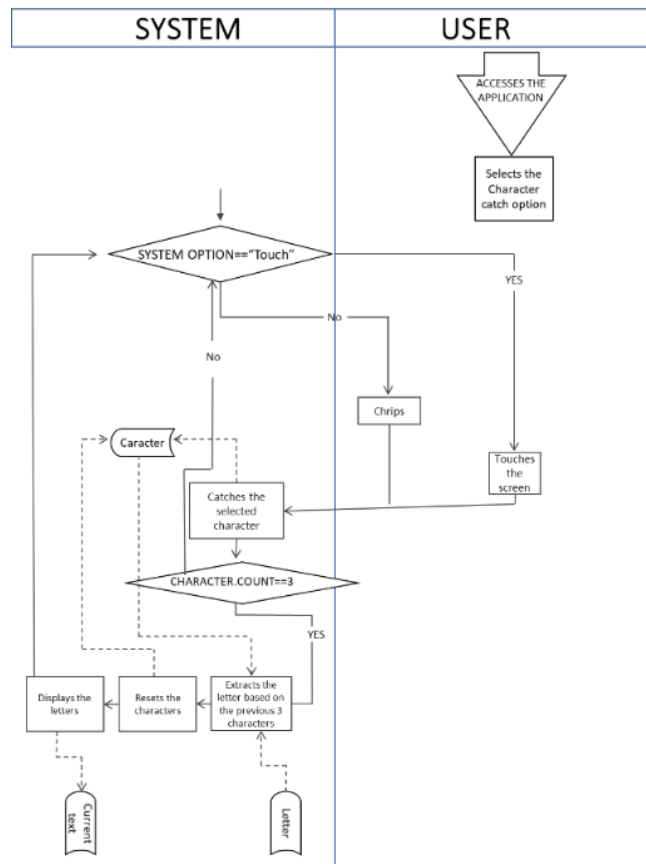 SYSTEM
USER
ACCESSES THE
APPLICATION
Selects the
Character
catch option
SYSTEM OPTION=="Touch"
YES
No
No
Chrips
Caracter
Touches
the
screen
Catches the
selected
character
CHARACTER.COUNT==3
YES
Displays the
letters
Resets the
characters
Extracts the
letter based on
the previous 3
characters
Current
text
Letter